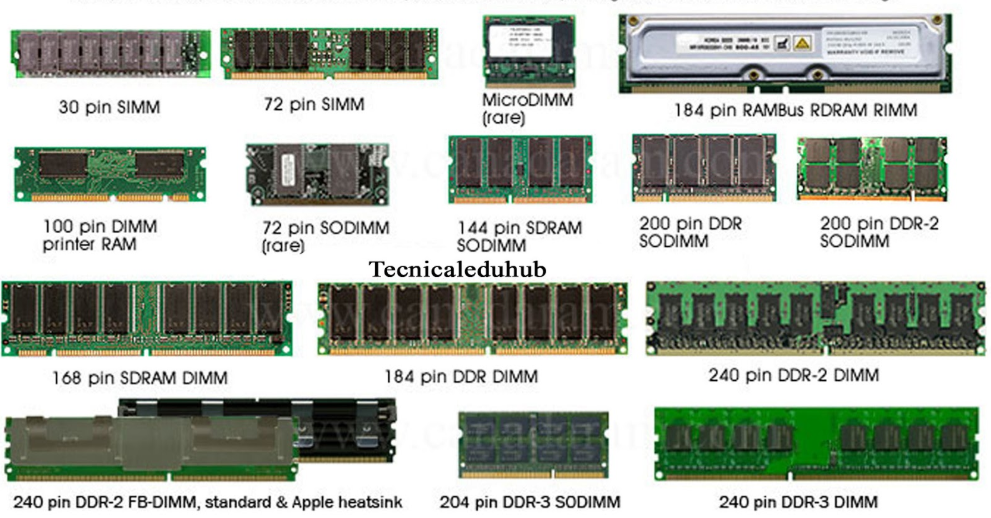 30 pin SIMM
72 pin SIMM
MicroDIMM
(rare)
184 pin RAMBus RDRAM RIMM
100 pin DIMM
printer RAM
72 pin SODIMM
(rare)
144 pin SDRAM
SODIMM
200 pin DDR
SODIMM
200 pin DDR-2
SODIMM
Tecnicaleduhub
168 pin SDRAM DIMM
184 pin DDR DIMM
240 pin DDR-2 DIMM
240 pin DDR-2 FB-DIMM, standard & Apple heatsink
204 pin DDR-3 SODIMM
240 pin DDR-3 DIMM